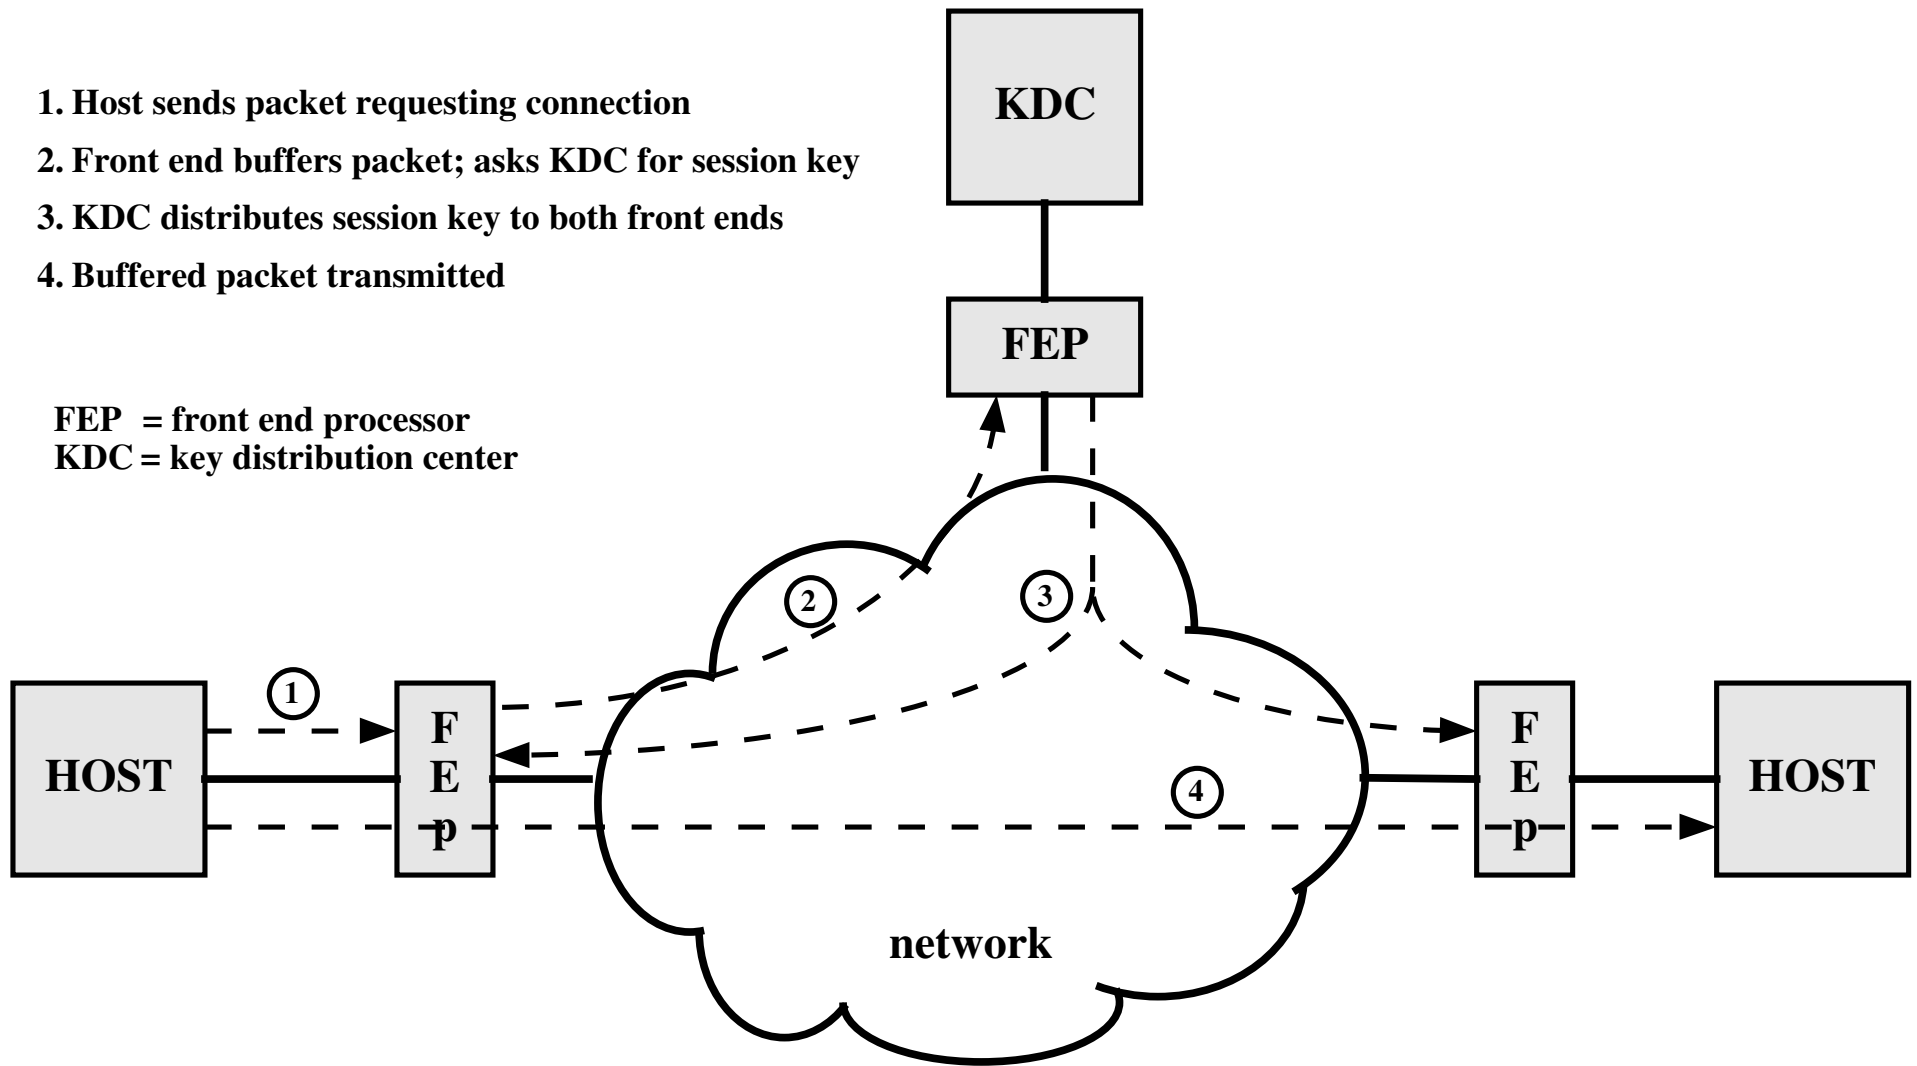 KDC
1. Host sends packet requesting connection
2. Front end buffers packet; asks KDC for session key
3. KDC distributes session key to both front ends
4. Buffered packet transmitted
FEP
FEP = front end processor
KDC = key distribution center
2
3
1
HOST
F
E
p
4
F
E
p
HOST
network